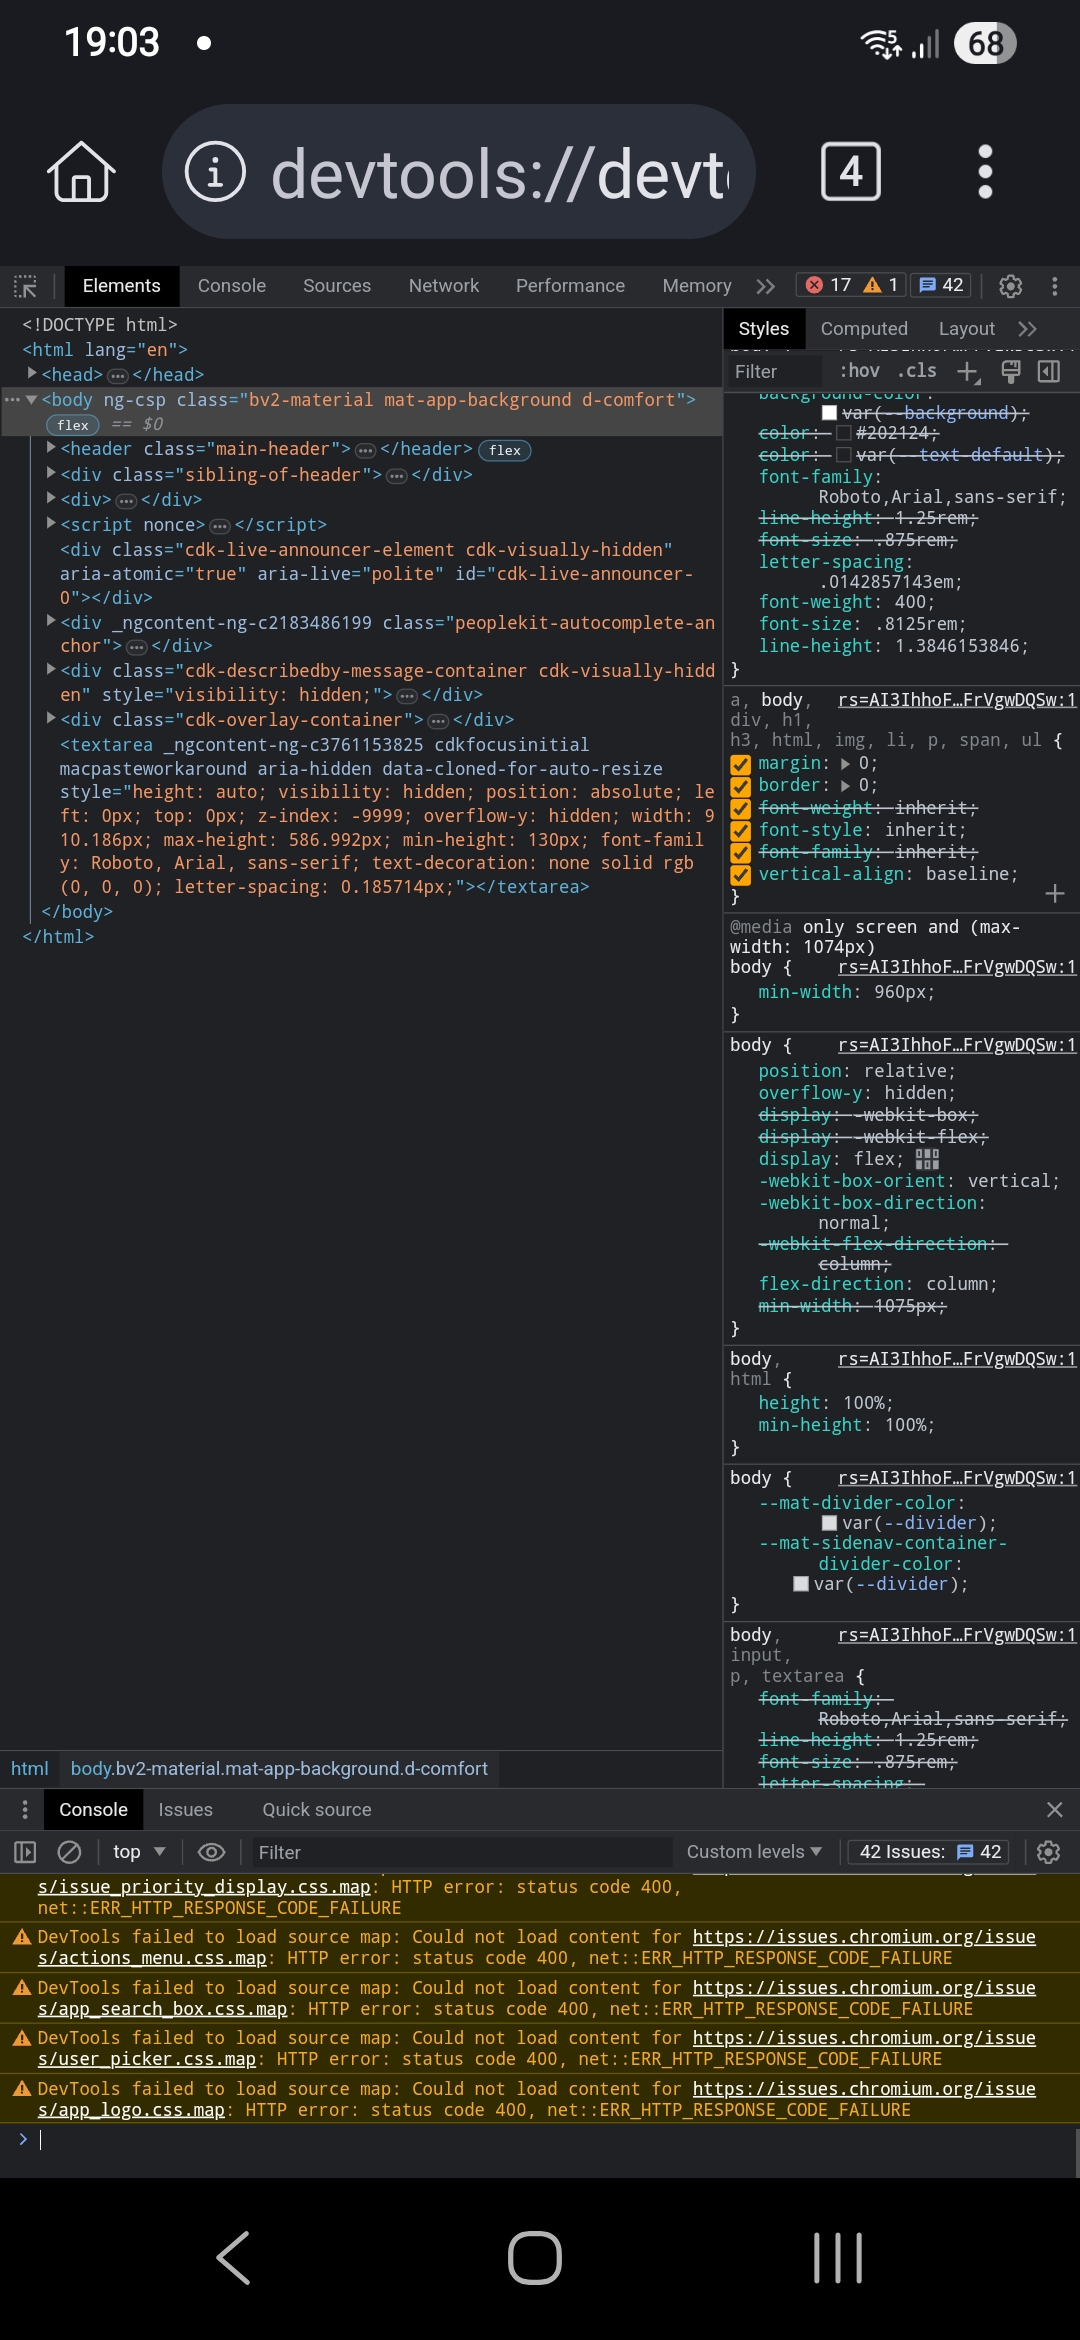 19:03
5
68
devtools://devt
4
Elements
Console
Sources
Network
Performance
Memory
17
1
42
<!DOCTYPE html>
<html lang="en">
<head> </head>
<body ng-csp class="bv2-material mat-app-background d-comfort">
flex == $0
<header class="main-header"> </header> flex
<div class="sibling-of-header"> </div>
<div> </div>
<script nonce> </script>
<div class="cdk-live-announcer-element cdk-visually-hidden"
aria-atomic="true" aria-live="polite" id="cdk-live-announcer-
0"></div>
<div _ngcontent-ng-c2183486199 class="peoplekit-autocomplete-an
chor"> </div>
<div class="cdk-describedby-message-container cdk-visually-hidd
en" style="visibility: hidden;"> </div>
<div class="cdk-overlay-container"> </div>
<textarea _ngcontent-ng-c3761153825 cdkfocusinitial
macpasteworkaround aria-hidden data-cloned-for-auto-resize
style="height: auto; visibility: hidden; position: absolute; le
ft: 0px; top: 0px; z-index: -9999; overflow-y: hidden; width: 9
10.186px; max-height: 586.992px; min-height: 130px; font-famil
y: Roboto, Arial, sans-serif; text-decoration: none solid rgb
(0, 0, 0); letter-spacing: 0.185714px;"></textarea>
</body>
</html>
html
body.bv2-material.mat-app-background.d-comfort
Styles
Computed
Layout
Filter
:hov
.cls
background-color:
var(--background);
color: #202124;
color: var(--text-default);
font-family:
Roboto,Arial,sans-serif;
line-height: 1.25rem;
font-size: .875rem;
letter-spacing:
.0142857143em;
font-weight: 400;
font-size: .8125rem;
line-height: 1.3846153846;
}
a, body, rs=AI3IhhoF…FrVgwDQSw:1
div, h1,
h3, html, img, li, p, span, ul {
margin: 0;
border: 0;
font-weight: inherit;
font-style: inherit;
font-family: inherit;
vertical-align: baseline;
}
@media only screen and (max-
width: 1074px)
body { rs=AI3IhhoF…FrVgwDQSw:1
min-width: 960px;
}
body { rs=AI3IhhoF…FrVgwDQSw:1
position: relative;
overflow-y: hidden;
display: -webkit-box;
display: -webkit-flex;
display: flex;
-webkit-box-orient: vertical;
-webkit-box-direction:
normal;
-webkit-flex-direction:
column;
flex-direction: column;
min-width: 1075px;
}
body, rs=AI3IhhoF…FrVgwDQSw:1
html {
height: 100%;
min-height: 100%;
}
body { rs=AI3IhhoF…FrVgwDQSw:1
--mat-divider-color:
var(--divider);
--mat-sidenav-container-
divider-color:
var(--divider);
}
body, rs=AI3IhhoF…FrVgwDQSw:1
input,
p, textarea {
font-family:
Roboto,Arial,sans-serif;
line-height: 1.25rem;
font-size: .875rem;
letter-spacing:
Console
Issues
Quick source
top
Filter
Custom levels
42 Issues: 42
s/issue_priority_display.css.map: HTTP error: status code 400,
net::ERR_HTTP_RESPONSE_CODE_FAILURE
DevTools failed to load source map: Could not load content for https://issues.chromium.org/issue
s/actions_menu.css.map: HTTP error: status code 400, net::ERR_HTTP_RESPONSE_CODE_FAILURE
DevTools failed to load source map: Could not load content for https://issues.chromium.org/issue
s/app_search_box.css.map: HTTP error: status code 400, net::ERR_HTTP_RESPONSE_CODE_FAILURE
DevTools failed to load source map: Could not load content for https://issues.chromium.org/issue
s/user_picker.css.map: HTTP error: status code 400, net::ERR_HTTP_RESPONSE_CODE_FAILURE
DevTools failed to load source map: Could not load content for https://issues.chromium.org/issue
s/app_logo.css.map: HTTP error: status code 400, net::ERR_HTTP_RESPONSE_CODE_FAILURE